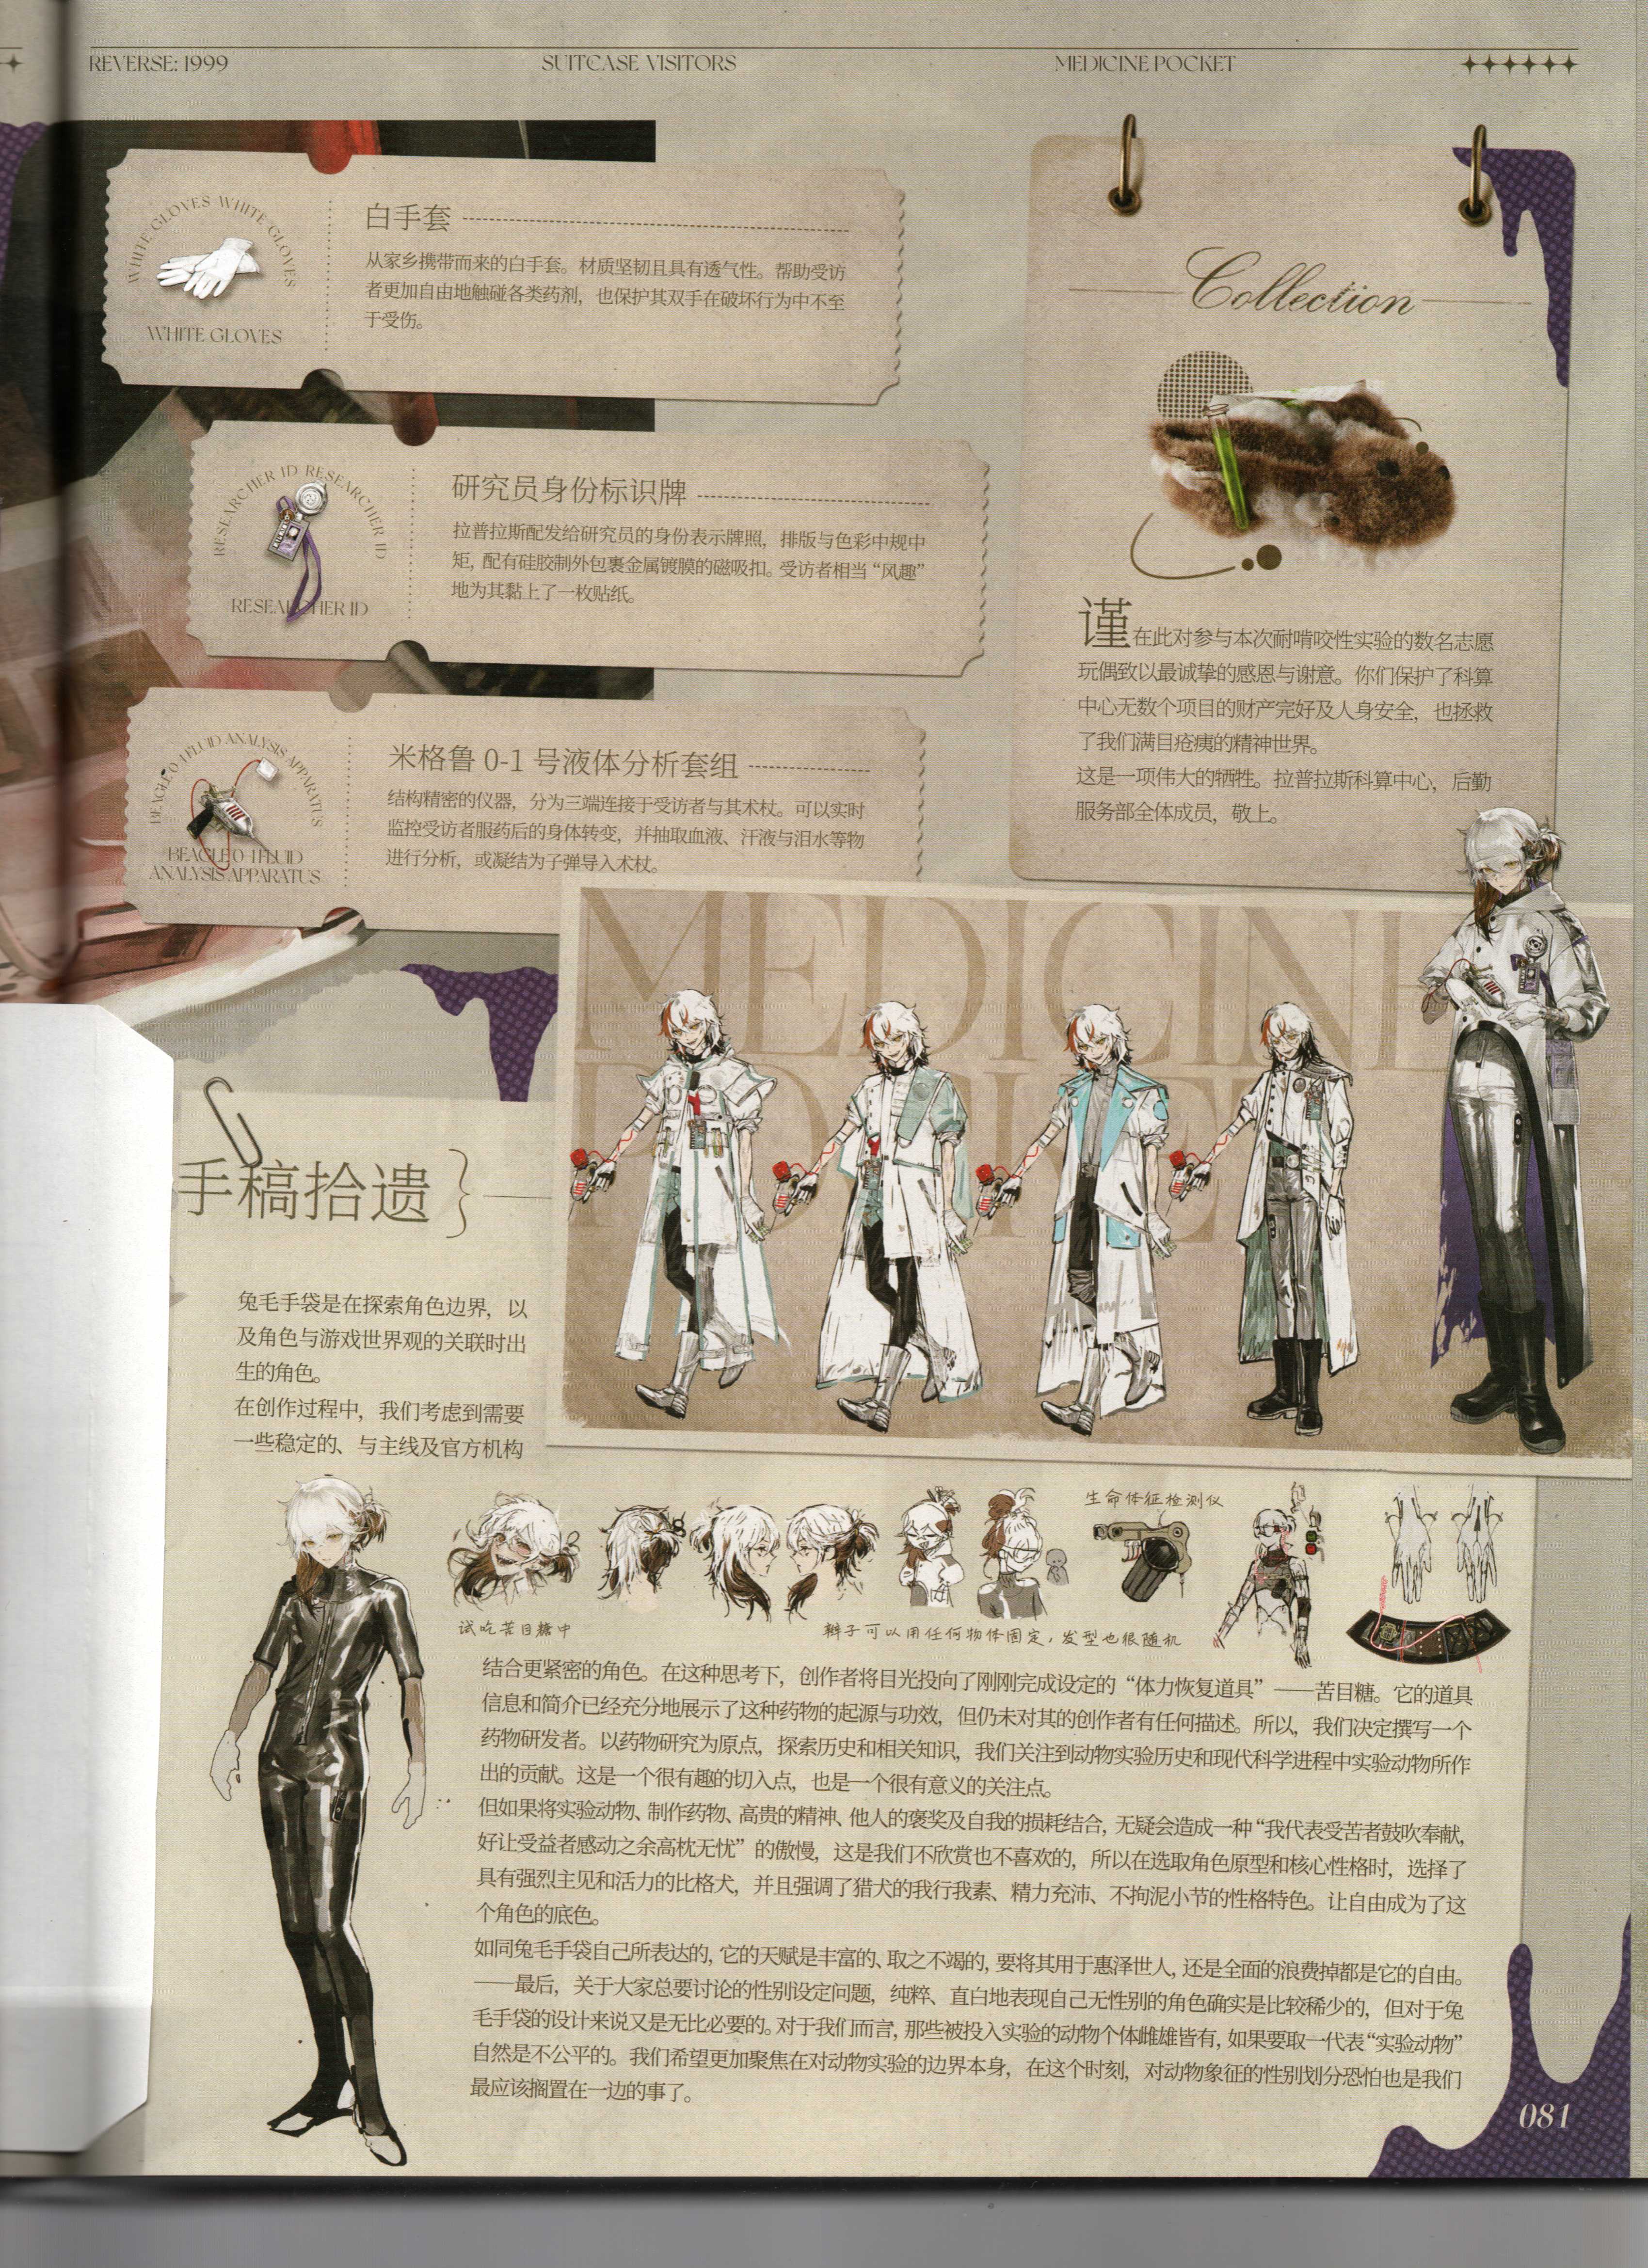 REVERSE: 1999
SUITCASE VISITORS
MEDICINE POCKET
WHITE GLOVES WHITE GLOVES
WHITE GLOVES
白手套
从家乡携带而来的白手套。材质坚韧且具有透气性。帮助受访
者更加自由地触碰各类药剂，也保护其双手在破坏行为中不至
于受伤。
RESEARCHER ID RESEARCHER ID
RESEARCHER ID
研究员身份标识牌
拉普拉斯配发给研究员的身份表示牌照，排版与色彩中规中
矩，配有硅胶制外包裹金属镀膜的磁吸扣。受访者相当“风趣”
地为其黏上了一枚贴纸。
BEAGLE 0-1 FLUID ANALYSIS APPARATUS
BEAGLE 0-1 FLUID
ANALYSIS APPARATUS
米格鲁 0-1 号液体分析套组
结构精密的仪器，分为三端连接于受访者与其术杖。可以实时
监控受访者服药后的身体转变，并抽取血液、汗液与泪水等物
进行分析，或凝结为子弹导入术杖。
Collection
谨在此对参与本次耐啃咬性实验的数名志愿
玩偶致以最诚挚的感恩与谢意。你们保护了科算
中心无数个项目的财产完好及人身安全，也拯救
了我们满目疮痍的精神世界。
这是一项伟大的牺牲。拉普拉斯科算中心，后勤
服务部全体成员，敬上。
MEDICINE
POCKET
手稿拾遗
兔毛手袋是在探索角色边界，以
及角色与游戏世界观的关联时出
生的角色。
在创作过程中，我们考虑到需要
一些稳定的、与主线及官方机构
生命体征检测仪
试吃苦目糖中
辫子可以用任何物体固定，发型也很随机
结合更紧密的角色。在这种思考下，创作者将目光投向了刚刚完成设定的“体力恢复道具”——苦目糖。它的道具
信息和简介已经充分地展示了这种药物的起源与功效，但仍未对其的创作者有任何描述。所以，我们决定撰写一个
药物研发者。以药物研究为原点，探索历史和相关知识，我们关注到动物实验历史和现代科学进程中实验动物所作
出的贡献。这是一个很有趣的切入点，也是一个很有意义的关注点。
但如果将实验动物、制作药物、高贵的精神、他人的褒奖及自我的损耗结合，无疑会造成一种“我代表受苦者鼓吹奉献，
好让受益者感动之余高枕无忧”的傲慢，这是我们不欣赏也不喜欢的，所以在选取角色原型和核心性格时，选择了
具有强烈主见和活力的比格犬，并且强调了猎犬的我行我素、精力充沛、不拘泥小节的性格特色。让自由成为了这
个角色的底色。
如同兔毛手袋自己所表达的，它的天赋是丰富的、取之不竭的，要将其用于惠泽世人，还是全面的浪费掉都是它的自由。
——最后，关于大家总要讨论的性别设定问题，纯粹、直白地表现自己无性别的角色确实是比较稀少的，但对于兔
毛手袋的设计来说又是无比必要的。对于我们而言，那些被投入实验的动物个体雌雄皆有，如果要取一代表“实验动物”
自然是不公平的。我们希望更加聚焦在对动物实验的边界本身，在这个时刻，对动物象征的性别划分恐怕也是我们
最应该搁置在一边的事了。
081